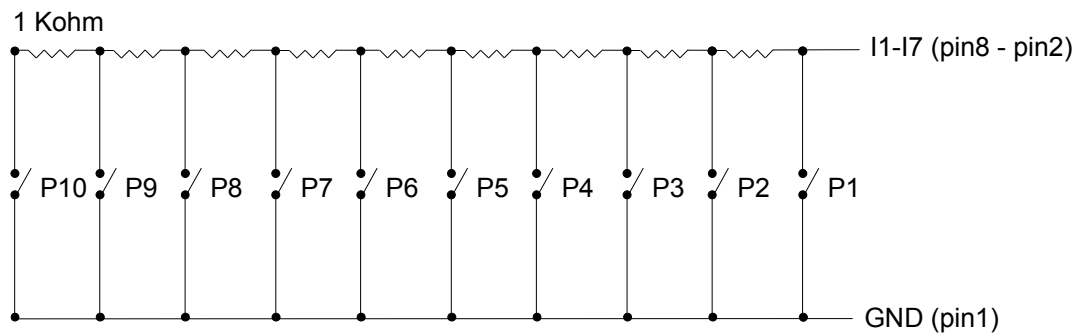 1 Kohm
I1-I7 (pin8 - pin2)
P10 P9 P8 P7 P6 P5 P4 P3 P2 P1
GND (pin1)